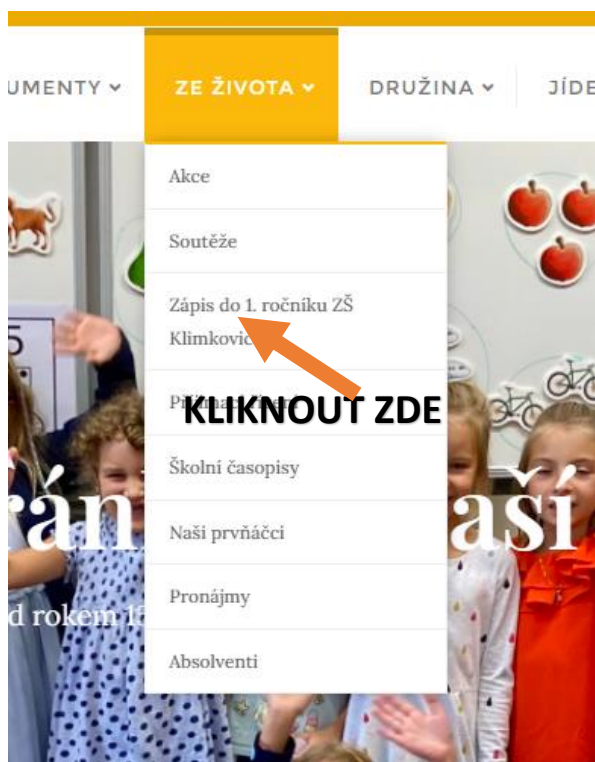 UMENTY
ZE ŽIVOTA
DRUŽINA
JÍDE
Akce
Soutěže
Zápis do 1. ročníku ZŠ
Klimkovic
KLIKNOUT ZDE
Školní časopisy
rán
aší
Naši prvňáčci
Pronájmy
d rokem 1
Absolventi